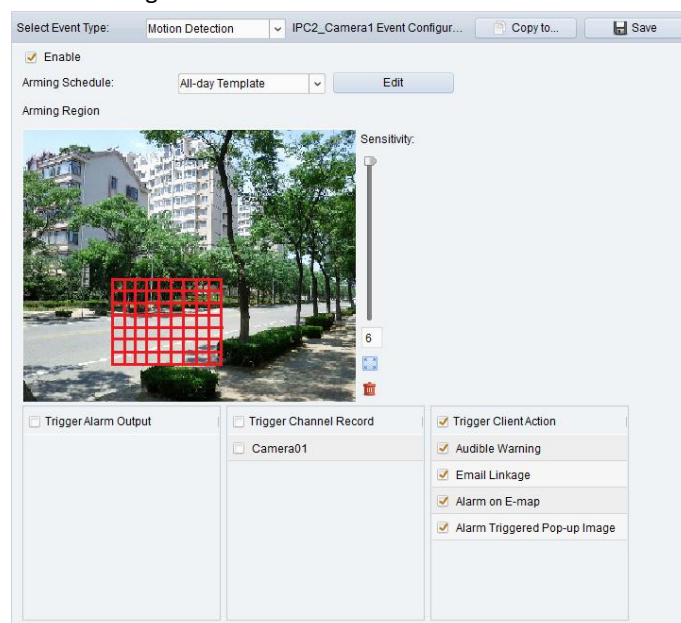 Select Event Type: Motion Detection IPC2_Camera1 Event Configur... Copy to... Save
Enable
Arming Schedule: All-day Template Edit
Arming Region
Sensitivity:
6
Trigger Alarm Output Trigger Channel Record Trigger Client Action
Camera01 Audible Warning
Email Linkage
Alarm on E-map
Alarm Triggered Pop-up Image